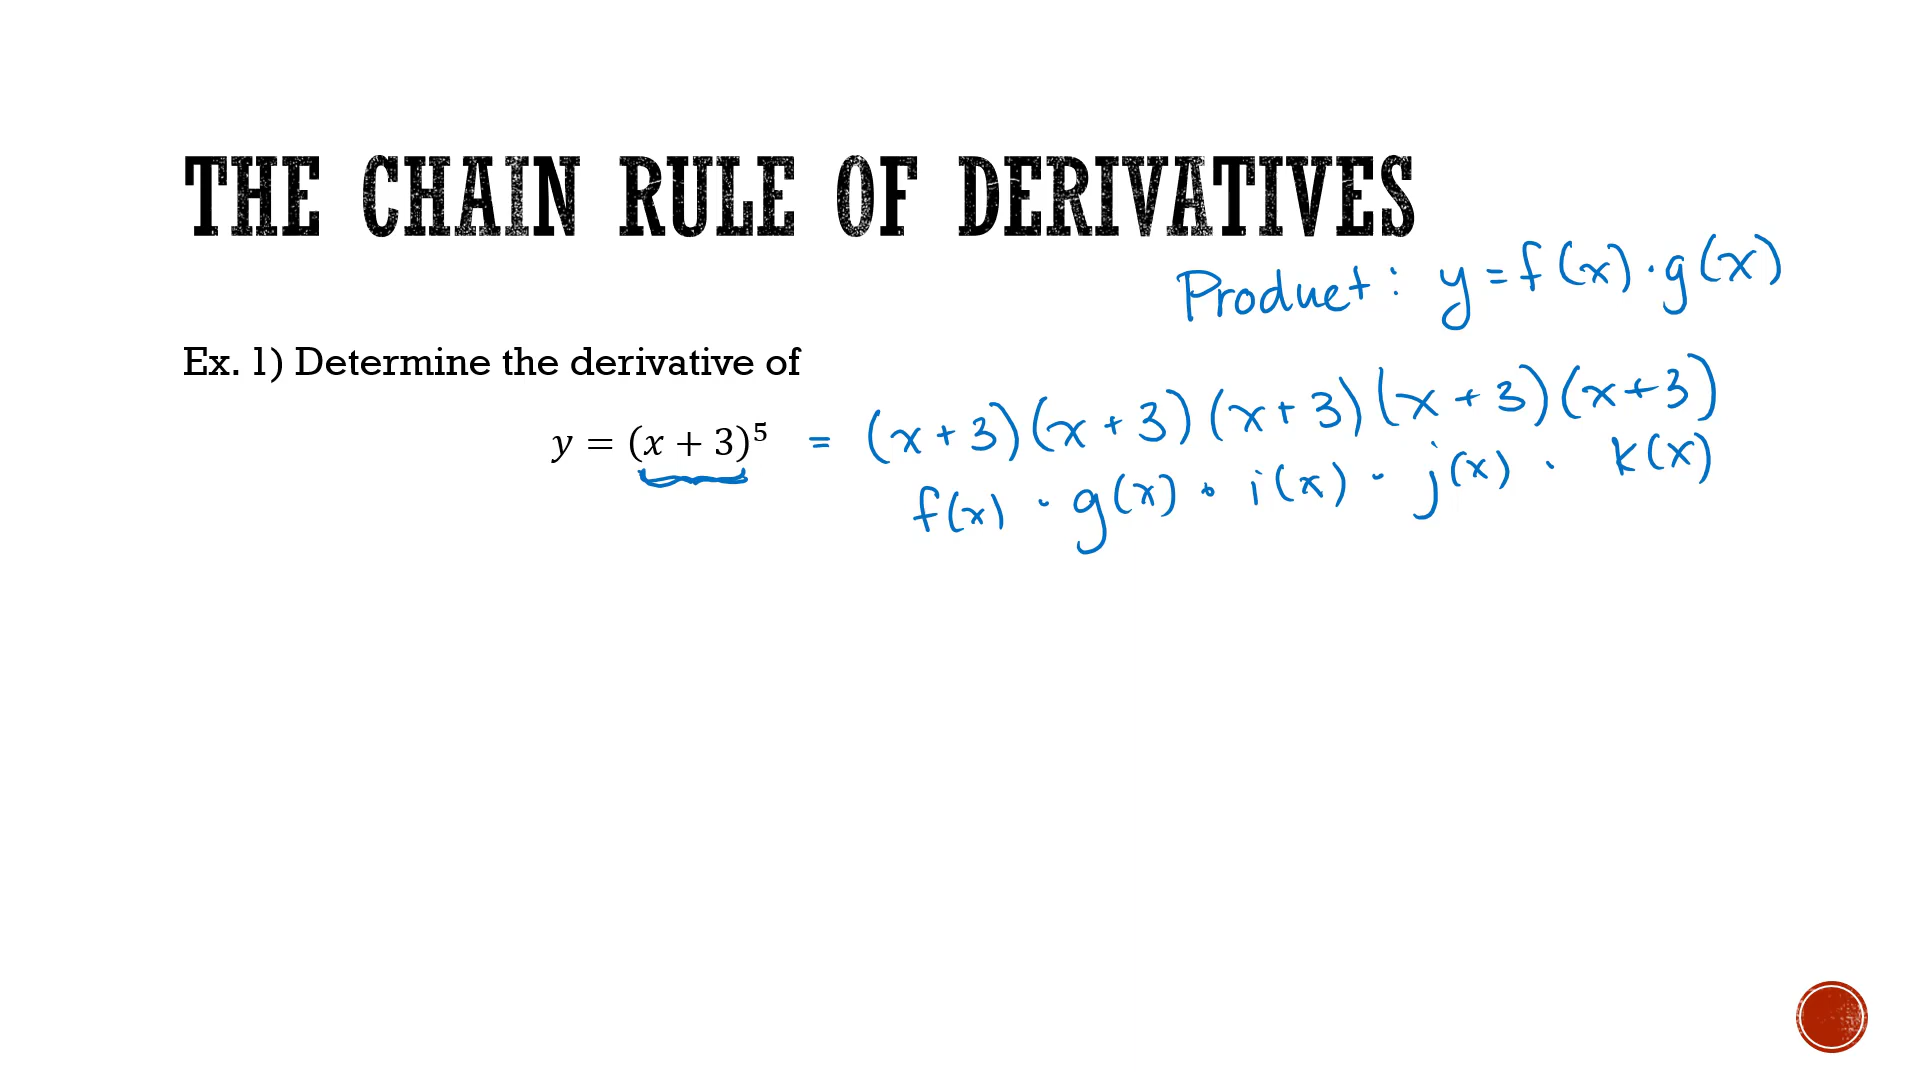 THE CHAIN RULE OF DERIVATIVES
Product: y = f(x) · g(x)
Ex. 1) Determine the derivative of
y = (x + 3)⁵ = (x + 3)(x + 3)(x + 3)(x + 3)(x + 3)
f(x) · g(x) · i(x) · j(x) · k(x)